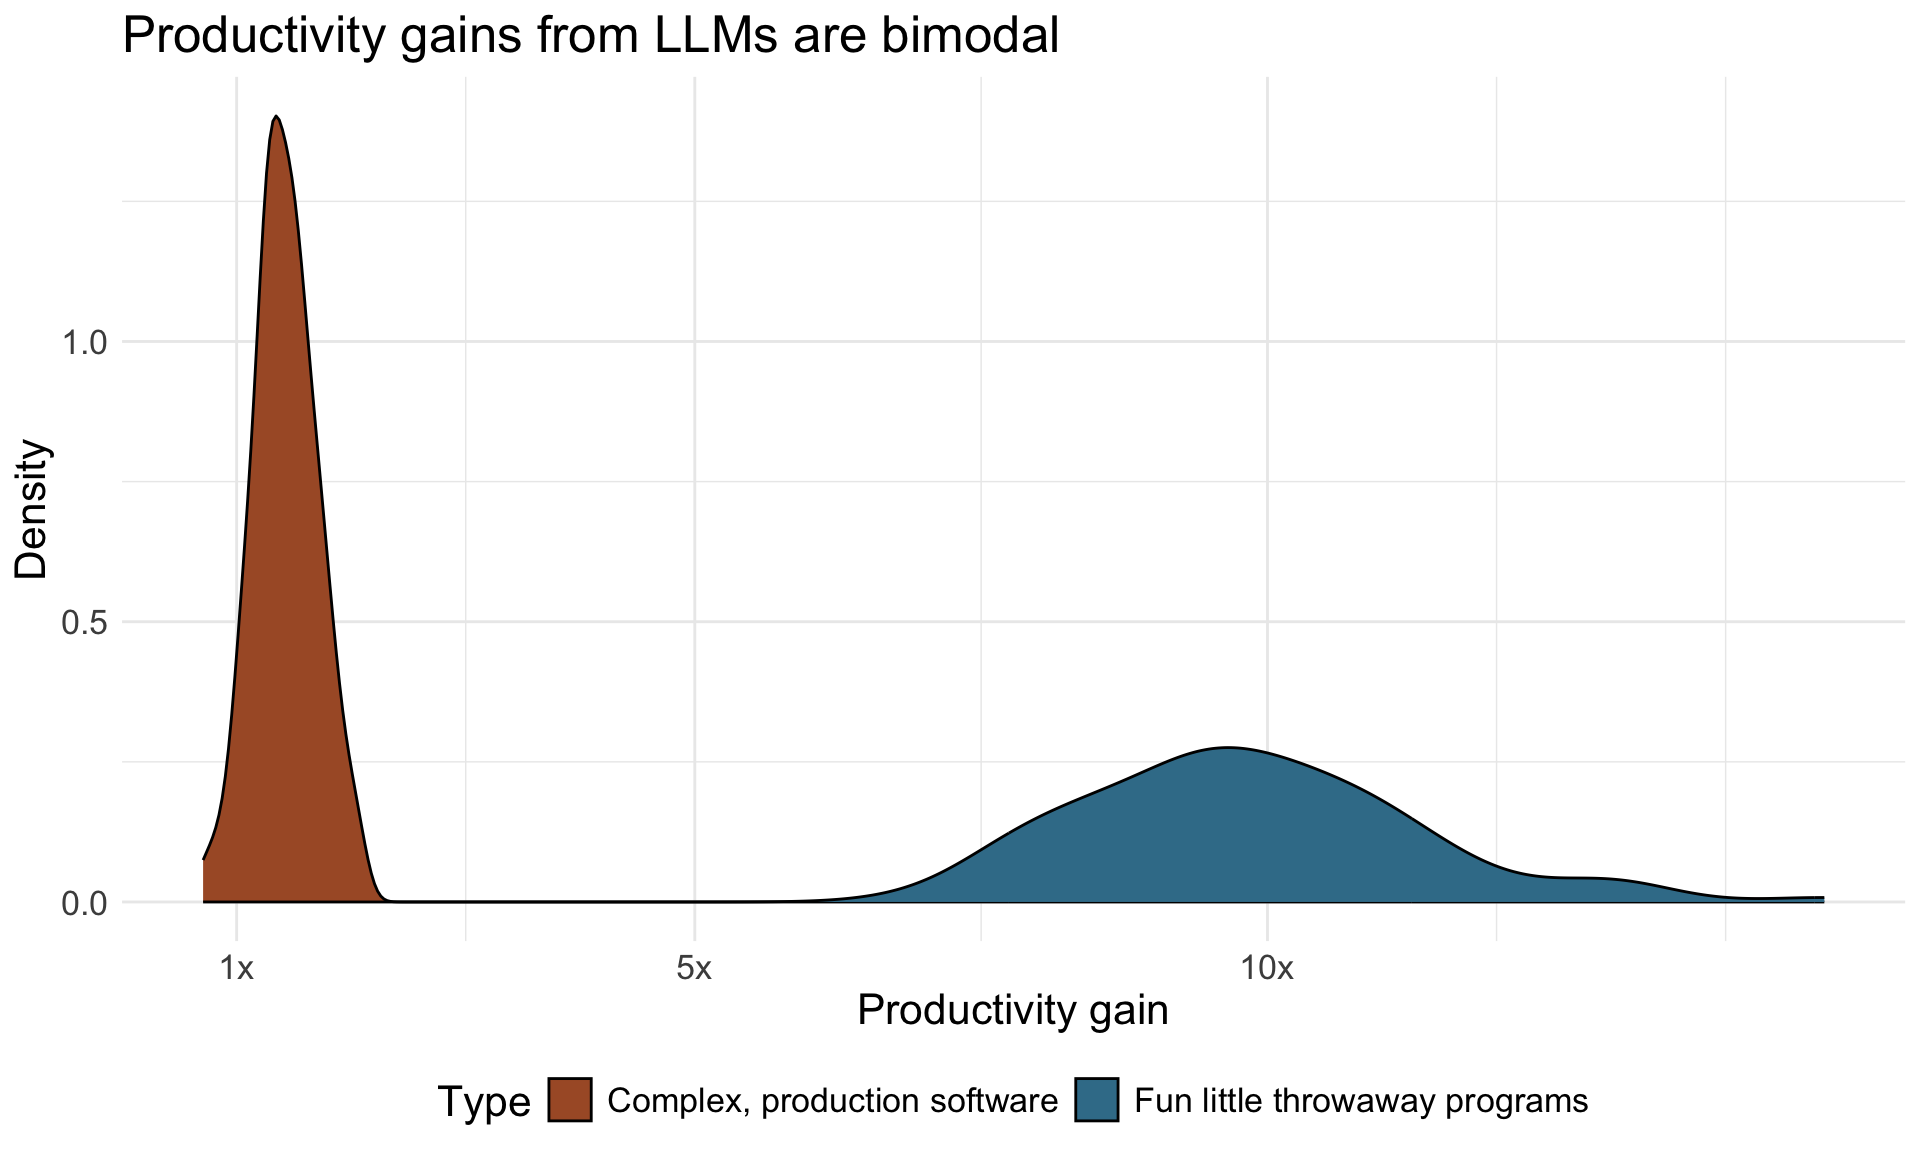 Productivity gains from LLMs are bimodal
Density
1.0
0.5
0.0
1x 5x 10x
Productivity gain
Type Complex, production software Fun little throwaway programs